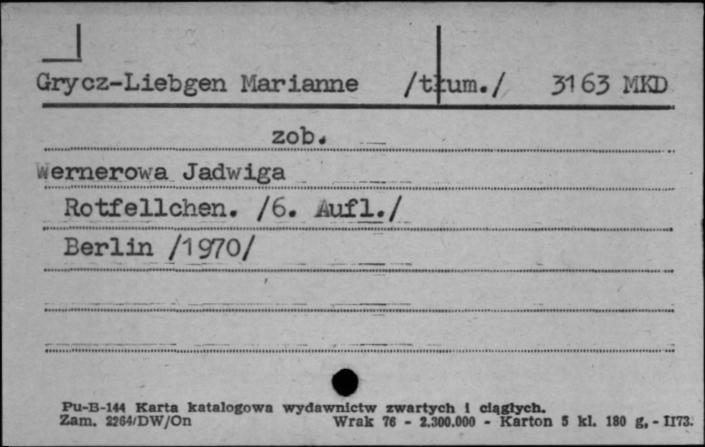 Grycz-Liebgen Marianne /tłum./ 3163 MKD
zob.
Wernerowa Jadwiga
Rotfellchen. /6. Aufl./
Berlin /1970/
Pu-B-144 Karta katalogowa wydawnictw zwartych i ciągłych.
Zam. 2264/DW/On Wrak 76 - 2.300.000 - Karton 5 kl. 180 g. - II73.